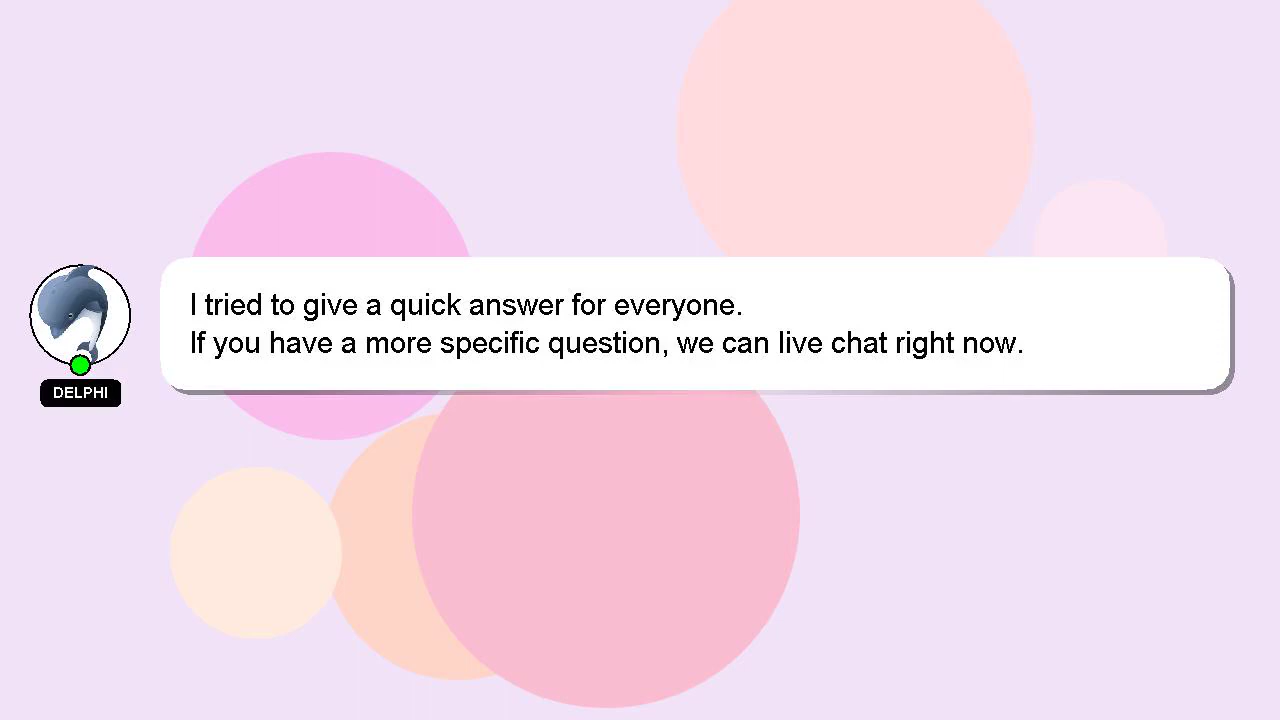 I tried to give a quick answer for everyone.
If you have a more specific question, we can live chat right now.
DELPHI